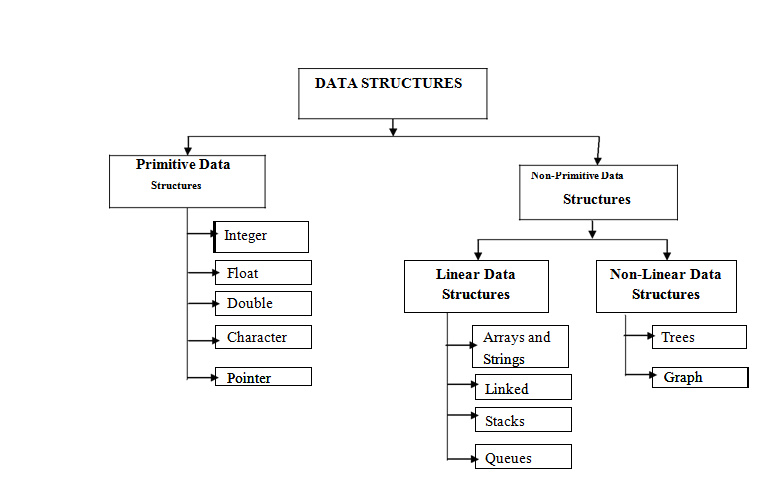 DATA STRUCTURES
Primitive Data
Structures
Non-Primitive Data
Structures
Integer
Float
Double
Character
Pointer
Linear Data
Structures
Non-Linear Data
Structures
Arrays and
Strings
Linked
Stacks
Queues
Trees
Graph